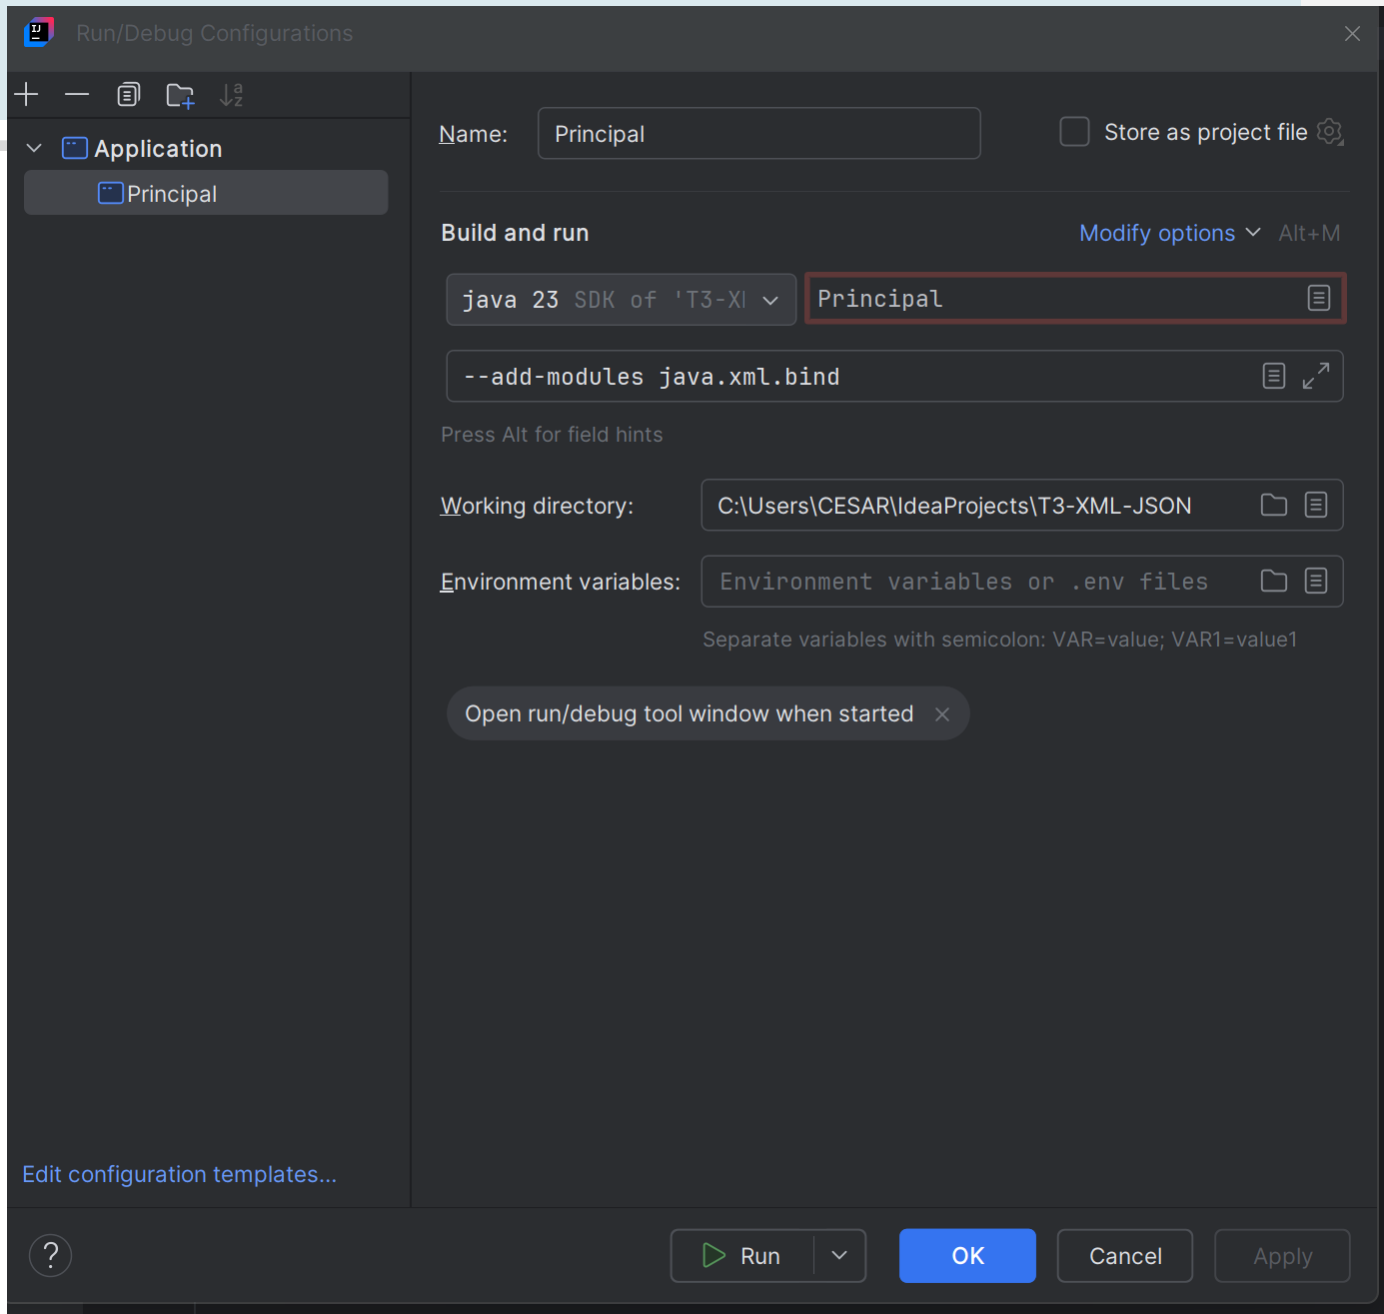 Run/Debug Configurations
Application
Principal
Edit configuration templates...
Name: Principal Store as project file
Build and run Modify options Alt+M
java 23 SDK of 'T3-X Principal
--add-modules java.xml.bind
Press Alt for field hints
Working directory: C:\Users\CESAR\IdeaProjects\T3-XML-JSON
Environment variables: Environment variables or .env files
Separate variables with semicolon: VAR=value; VAR1=value1
Open run/debug tool window when started
? Run OK Cancel Apply